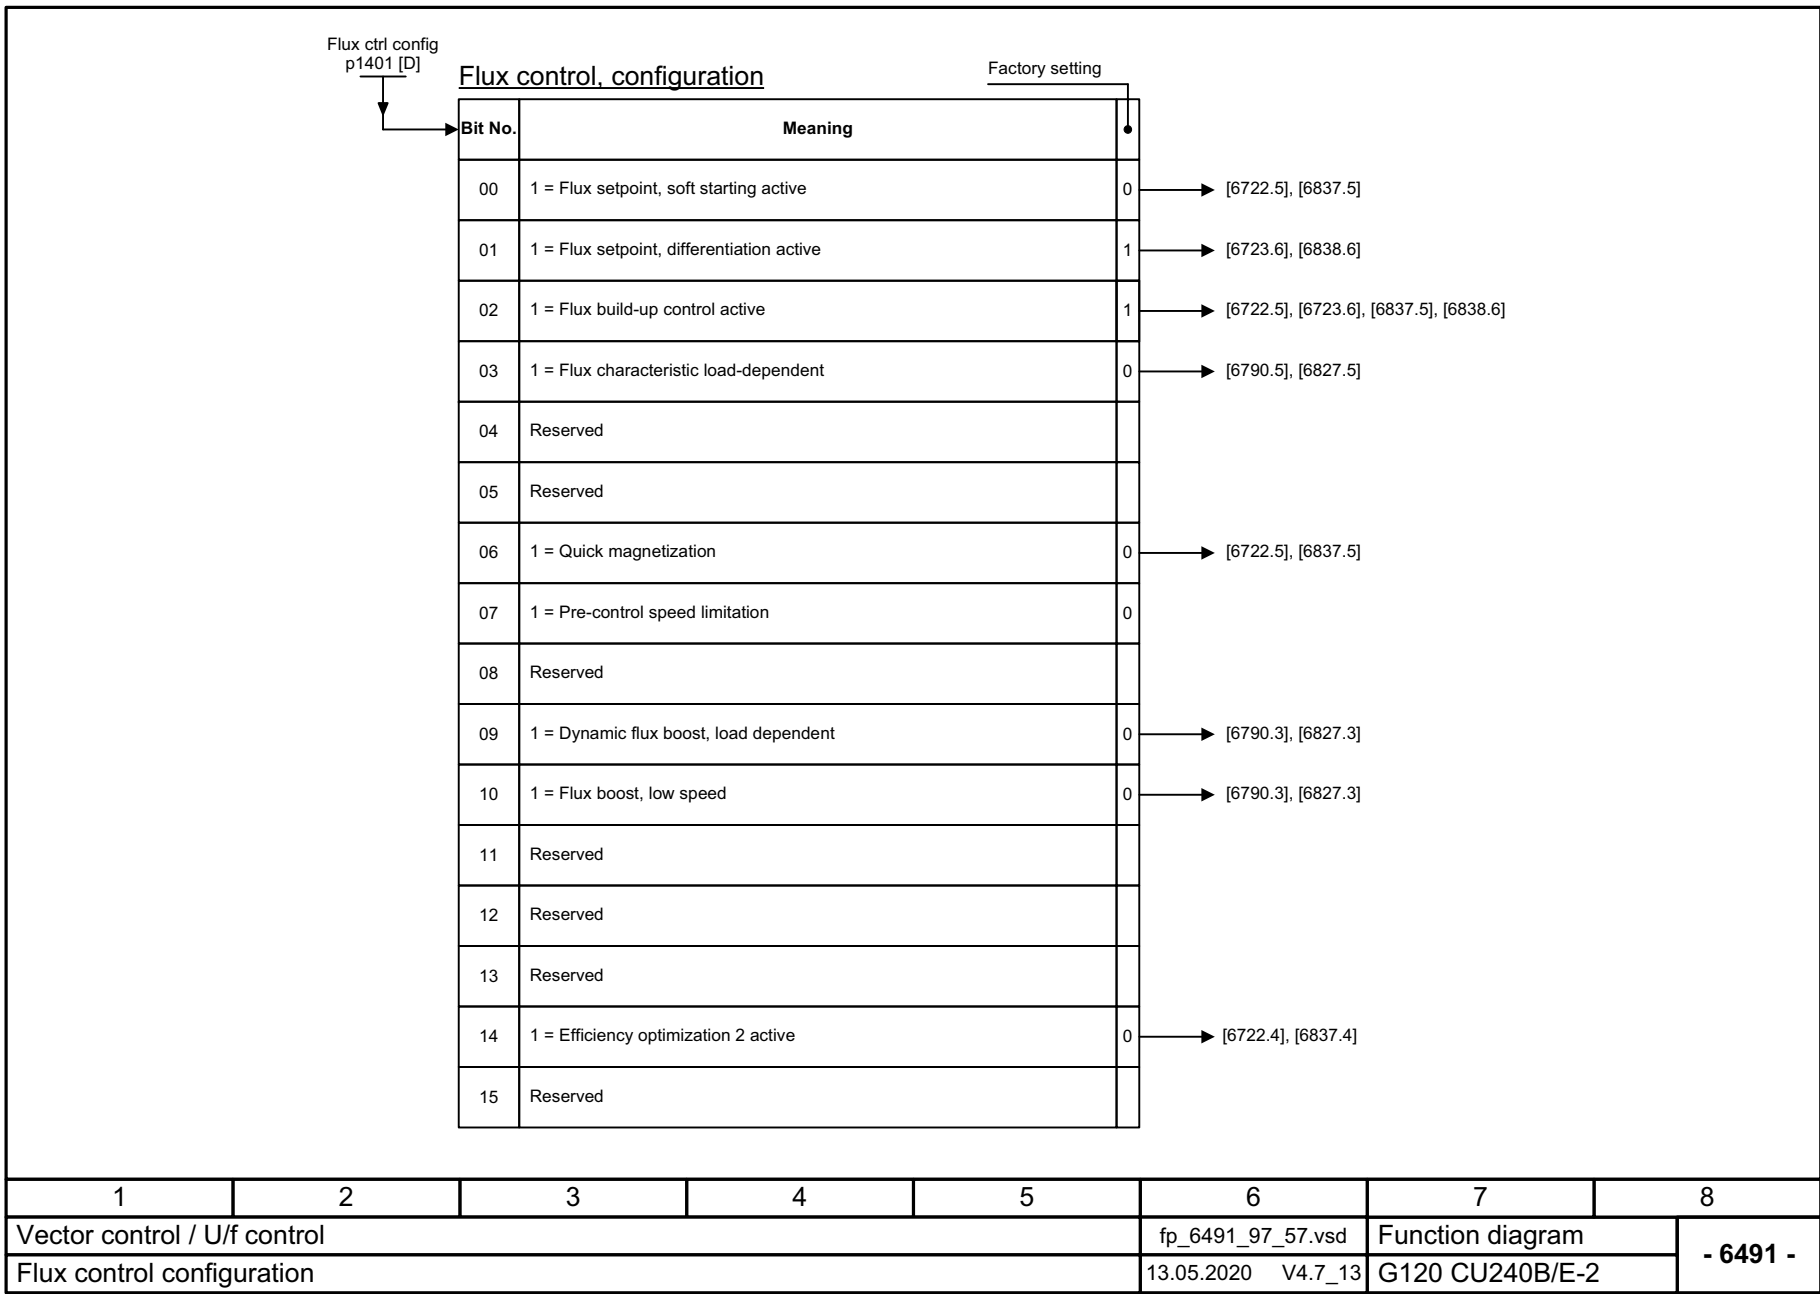 Flux ctrl config
p1401 [D]
Flux control, configuration
Factory setting
Bit No. Meaning
00 1 = Flux setpoint, soft starting active 0 [6722.5], [6837.5]
01 1 = Flux setpoint, differentiation active 1 [6723.6], [6838.6]
02 1 = Flux build-up control active 1 [6722.5], [6723.6], [6837.5], [6838.6]
03 1 = Flux characteristic load-dependent 0 [6790.5], [6827.5]
04 Reserved
05 Reserved
06 1 = Quick magnetization 0 [6722.5], [6837.5]
07 1 = Pre-control speed limitation 0
08 Reserved
09 1 = Dynamic flux boost, load dependent 0 [6790.3], [6827.3]
10 1 = Flux boost, low speed 0 [6790.3], [6827.3]
11 Reserved
12 Reserved
13 Reserved
14 1 = Efficiency optimization 2 active 0 [6722.4], [6837.4]
15 Reserved
1 2 3 4 5 6 7 8
Vector control / U/f control fp_6491_97_57.vsd Function diagram
- 6491 -
Flux control configuration 13.05.2020 V4.7_13 G120 CU240B/E-2